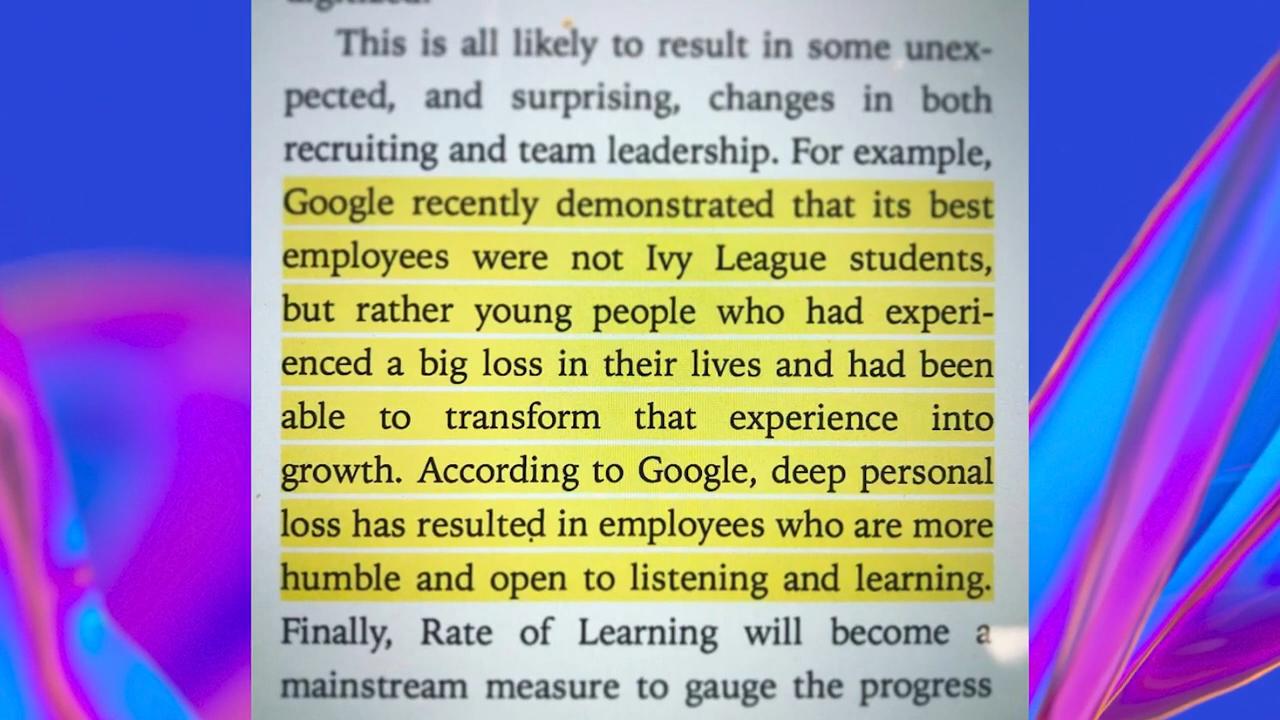 This is all likely to result in some unex-
pected, and surprising, changes in both
recruiting and team leadership. For example,
Google recently demonstrated that its best
employees were not Ivy League students,
but rather young people who had experi-
enced a big loss in their lives and had been
able to transform that experience into
growth. According to Google, deep personal
loss has resulted in employees who are more
humble and open to listening and learning.
Finally, Rate of Learning will become a
mainstream measure to gauge the progress